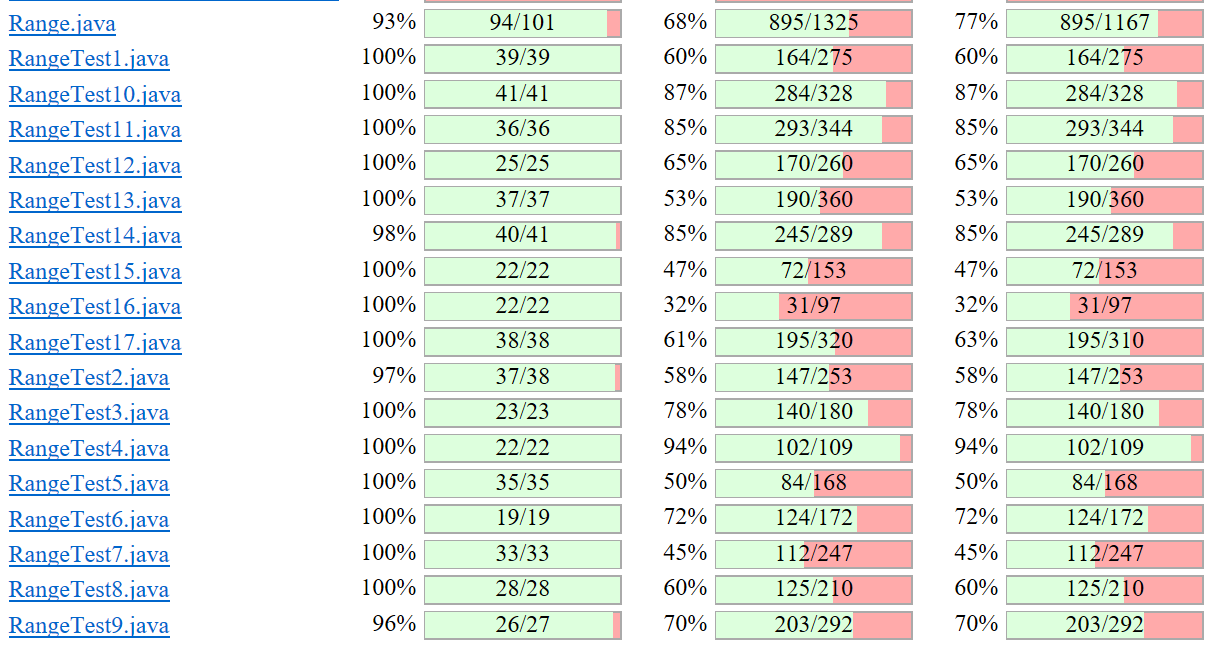 Range.java 93% 94/101 68% 895/1325 77% 895/1167
RangeTest1.java 100% 39/39 60% 164/275 60% 164/275
RangeTest10.java 100% 41/41 87% 284/328 87% 284/328
RangeTest11.java 100% 36/36 85% 293/344 85% 293/344
RangeTest12.java 100% 25/25 65% 170/260 65% 170/260
RangeTest13.java 100% 37/37 53% 190/360 53% 190/360
RangeTest14.java 98% 40/41 85% 245/289 85% 245/289
RangeTest15.java 100% 22/22 47% 72/153 47% 72/153
RangeTest16.java 100% 22/22 32% 31/97 32% 31/97
RangeTest17.java 100% 38/38 61% 195/320 63% 195/310
RangeTest2.java 97% 37/38 58% 147/253 58% 147/253
RangeTest3.java 100% 23/23 78% 140/180 78% 140/180
RangeTest4.java 100% 22/22 94% 102/109 94% 102/109
RangeTest5.java 100% 35/35 50% 84/168 50% 84/168
RangeTest6.java 100% 19/19 72% 124/172 72% 124/172
RangeTest7.java 100% 33/33 45% 112/247 45% 112/247
RangeTest8.java 100% 28/28 60% 125/210 60% 125/210
RangeTest9.java 96% 26/27 70% 203/292 70% 203/292